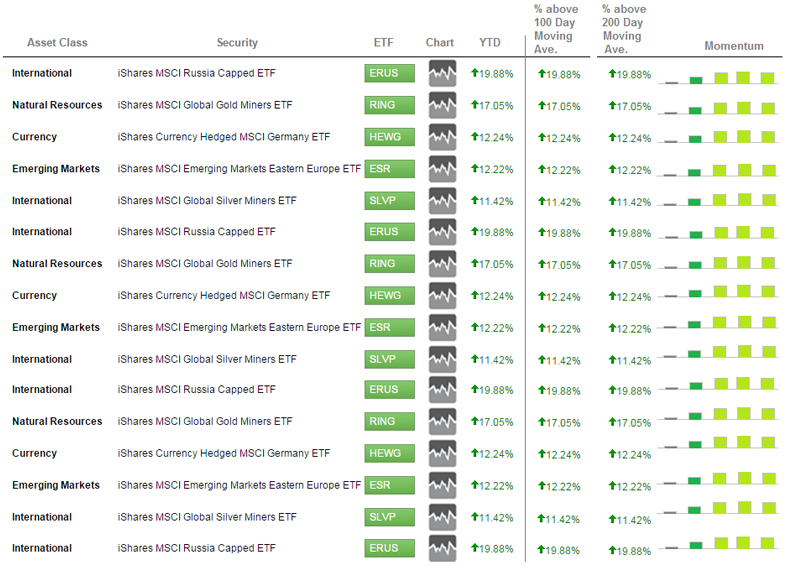 Asset Class Security ETF Chart YTD % above 100 Day Moving Ave. % above 200 Day Moving Ave. Momentum
International iShares MSCI Russia Capped ETF ERUS 19.88% 19.88% 19.88%
Natural Resources iShares MSCI Global Gold Miners ETF RING 17.05% 17.05% 17.05%
Currency iShares Currency Hedged MSCI Germany ETF HEWG 12.24% 12.24% 12.24%
Emerging Markets iShares MSCI Emerging Markets Eastern Europe ETF ESR 12.22% 12.22% 12.22%
International iShares MSCI Global Silver Miners ETF SLVP 11.42% 11.42% 11.42%
International iShares MSCI Russia Capped ETF ERUS 19.88% 19.88% 19.88%
Natural Resources iShares MSCI Global Gold Miners ETF RING 17.05% 17.05% 17.05%
Currency iShares Currency Hedged MSCI Germany ETF HEWG 12.24% 12.24% 12.24%
Emerging Markets iShares MSCI Emerging Markets Eastern Europe ETF ESR 12.22% 12.22% 12.22%
International iShares MSCI Global Silver Miners ETF SLVP 11.42% 11.42% 11.42%
International iShares MSCI Russia Capped ETF ERUS 19.88% 19.88% 19.88%
Natural Resources iShares MSCI Global Gold Miners ETF RING 17.05% 17.05% 17.05%
Currency iShares Currency Hedged MSCI Germany ETF HEWG 12.24% 12.24% 12.24%
Emerging Markets iShares MSCI Emerging Markets Eastern Europe ETF ESR 12.22% 12.22% 12.22%
International iShares MSCI Global Silver Miners ETF SLVP 11.42% 11.42% 11.42%
International iShares MSCI Russia Capped ETF ERUS 19.88% 19.88% 19.88%